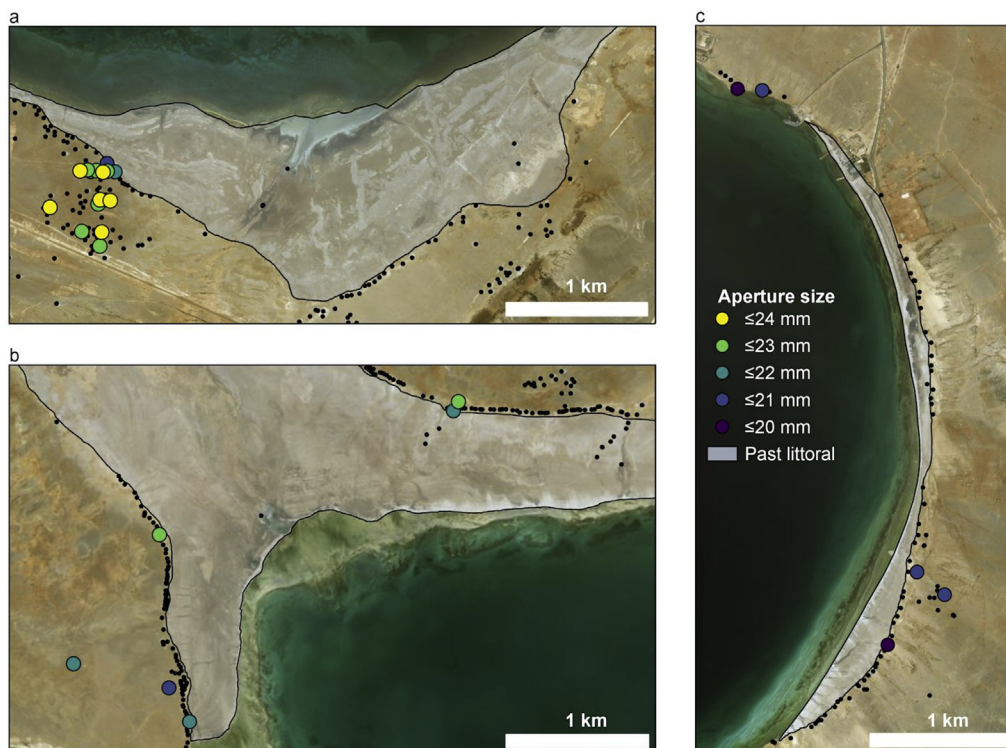 a
1 km
b
1 km
c
Aperture size
≤24 mm
≤23 mm
≤22 mm
≤21 mm
≤20 mm
Past littoral
1 km